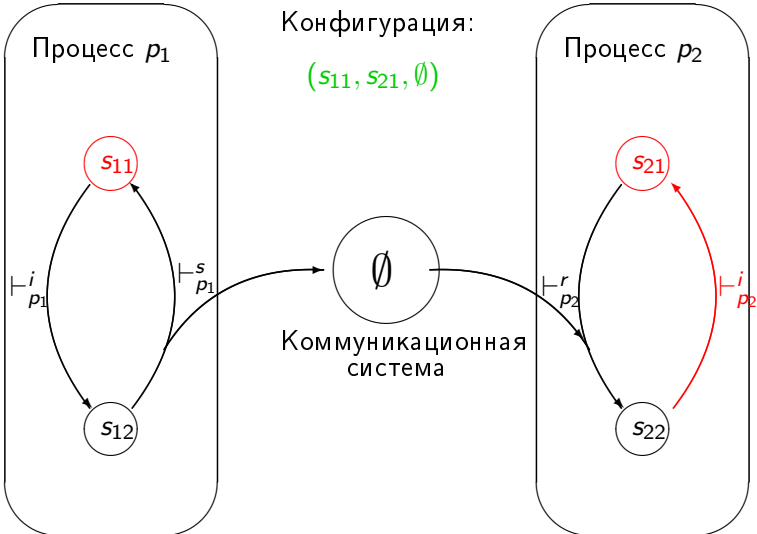 Процесс p₁
Конфигурация:
(s₁₁, s₂₁, ∅)
Процесс p₂
s₁₁
s₂₁
⊢ⁱp₁
⊢ˢp₁
∅
⊢ʳp₂
⊢ⁱp₂
Коммуникационная
система
s₁₂
s₂₂